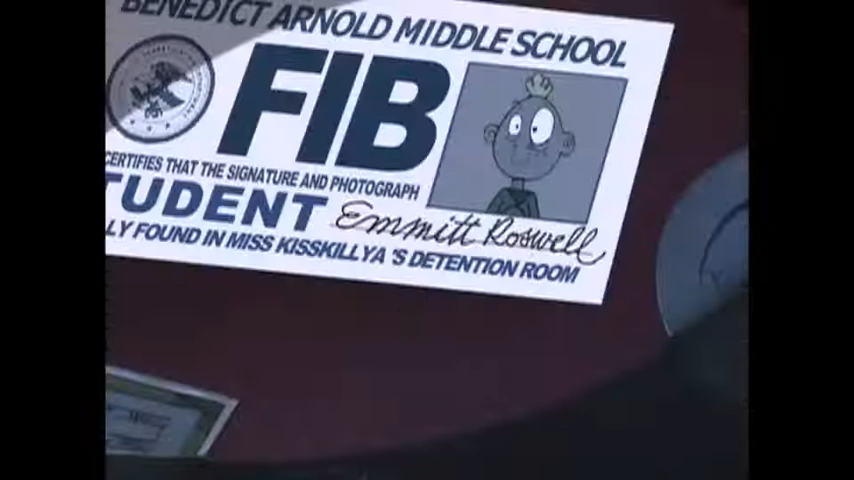 BENEDICT ARNOLD MIDDLE SCHOOL
FIB
CERTIFIES THAT THE SIGNATURE AND PHOTOGRAPH
TUDENT Emmitt Roswell
LY FOUND IN MISS KISSKILLYA 'S DETENTION ROOM